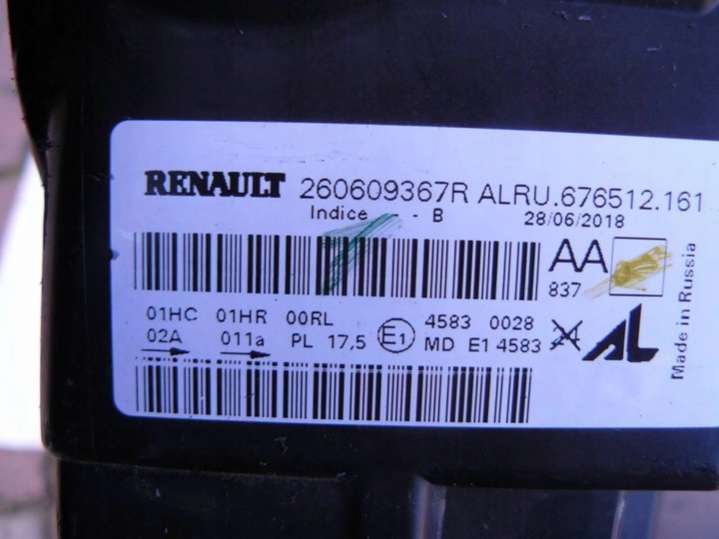 RENAULT 260609367R ALRU.676512.161
Indice - - B 28/06/2018
AA
837
01HC 01HR 00RL 4583 0028
02A 011a PL 17,5 E1 MD E1 4583 24
AL
Made in Russia